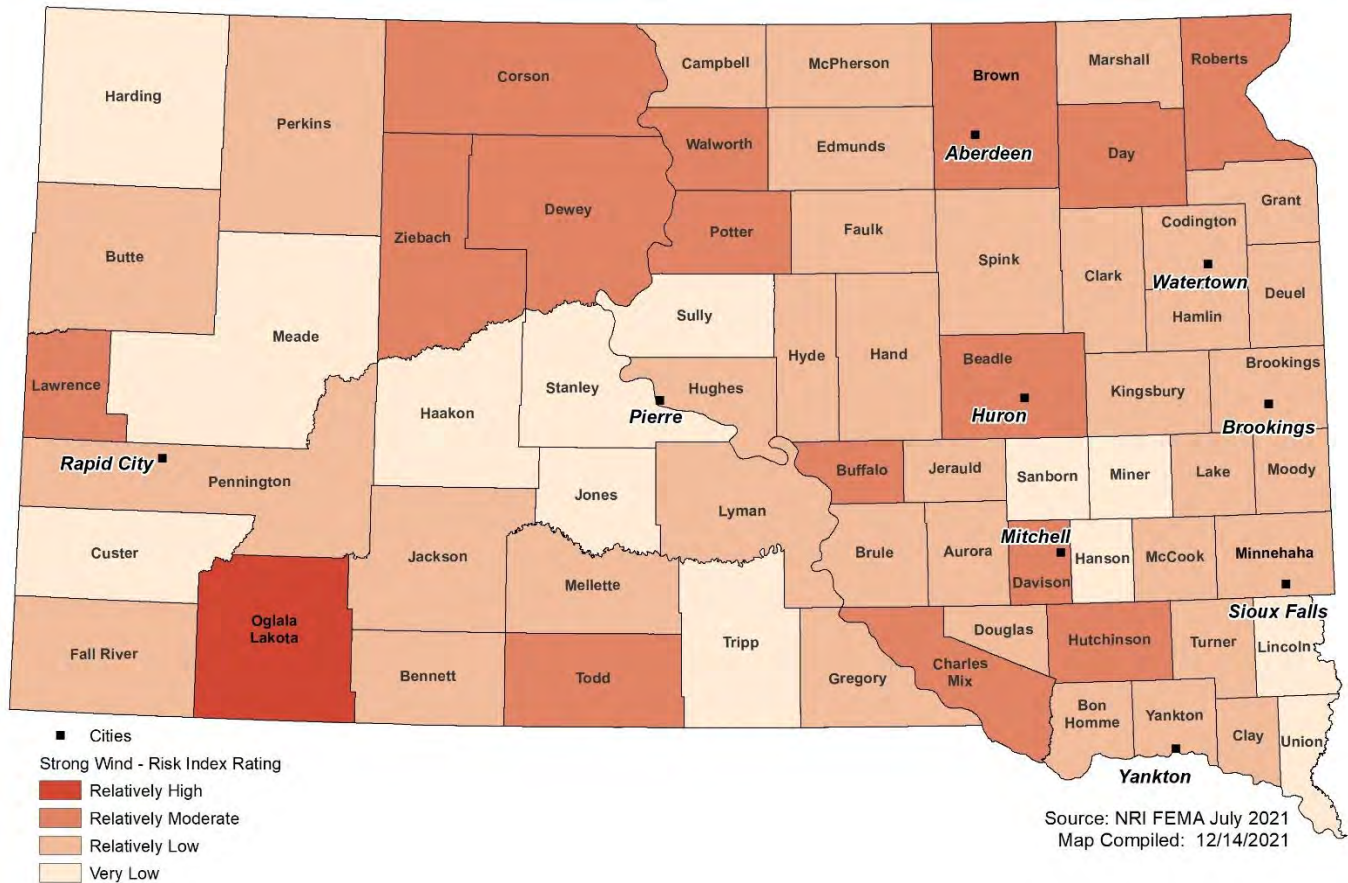 Harding
Perkins
Corson
Campbell
McPherson
Brown
Marshall
Roberts
Walworth
Edmunds
Aberdeen
Day
Butte
Ziebach
Dewey
Potter
Faulk
Spink
Clark
Codington
Grant
Watertown
Hamlin
Deuel
Meade
Sully
Lawrence
Haakon
Stanley
Hughes
Pierre
Hyde
Hand
Beadle
Huron
Kingsbury
Brookings
Brookings
Rapid City
Pennington
Jones
Lyman
Buffalo
Jerauld
Sanborn
Miner
Lake
Moody
Custer
Jackson
Mellette
Brule
Aurora
Mitchell
Davison
Hanson
McCook
Minnehaha
Sioux Falls
Fall River
Oglala
Lakota
Bennett
Todd
Tripp
Gregory
Charles
Mix
Douglas
Hutchinson
Turner
Lincoln
Bon
Homme
Yankton
Clay
Union
Yankton
Cities
Strong Wind - Risk Index Rating
Relatively High
Relatively Moderate
Relatively Low
Very Low
Source: NRI FEMA July 2021
Map Compiled: 12/14/2021